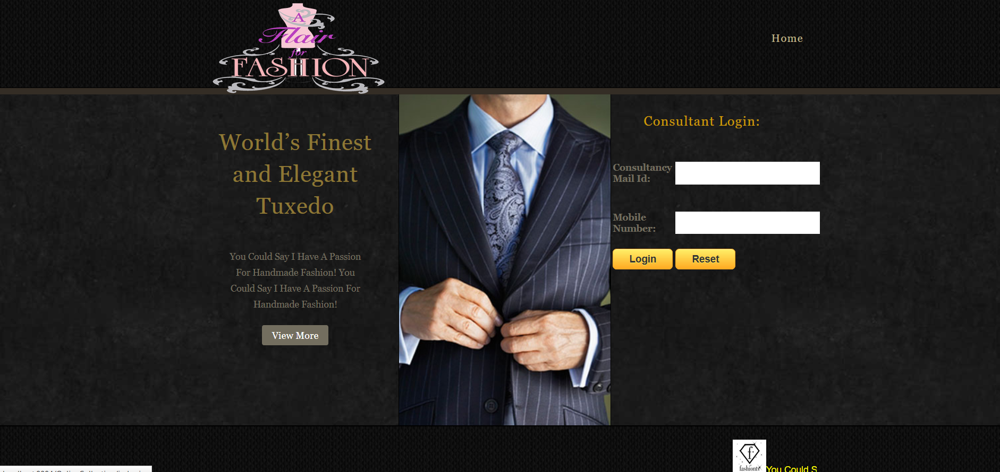 A
Flair
for
FASHION
Home
World’s Finest
and Elegant
Tuxedo
You Could Say I Have A Passion
For Handmade Fashion! You
Could Say I Have A Passion For
Handmade Fashion!
View More
Consultant Login:
Consultancy
Mail Id:
Mobile
Number:
Login
Reset
f
fashiontv
You Could S